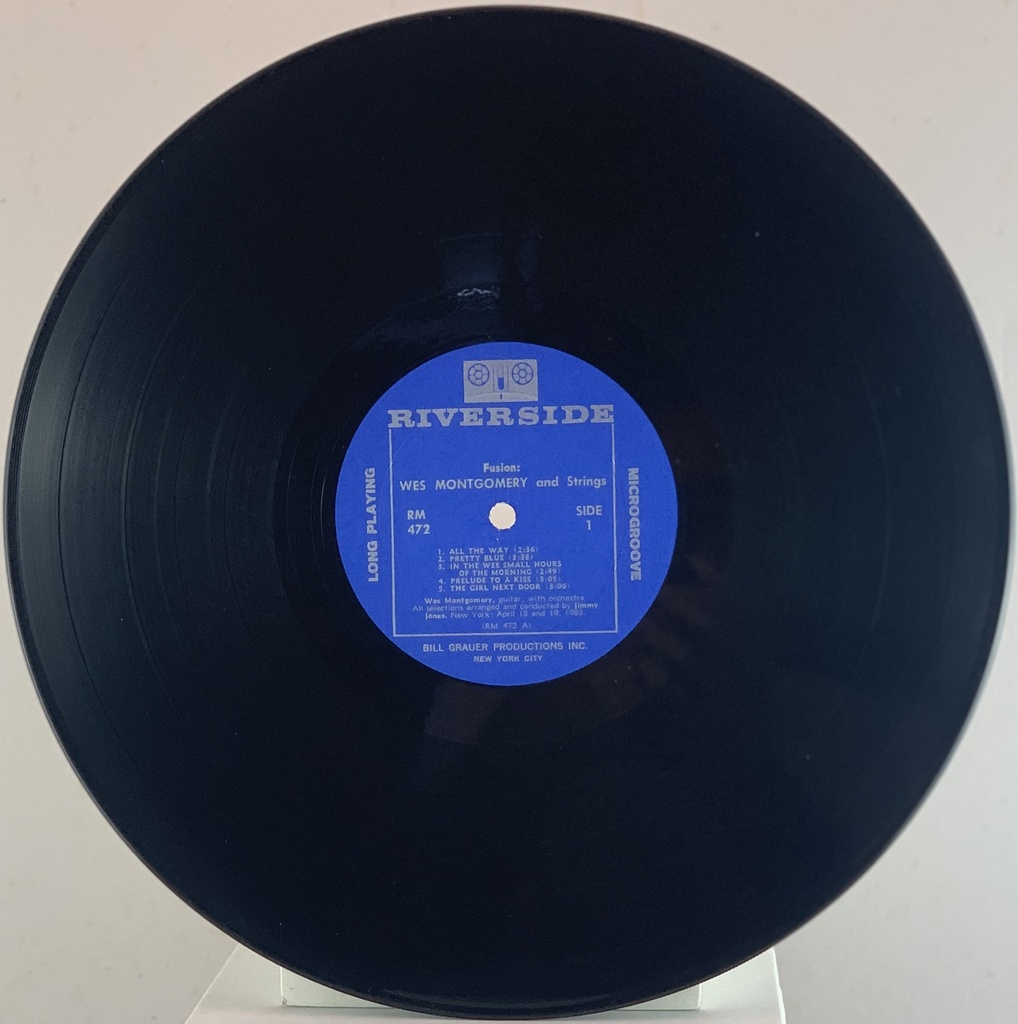 RIVERSIDE
Fusion:
WES MONTGOMERY and Strings
LONG PLAYING
MICROGROOVE
RM
472
SIDE
1
1. ALL THE WAY (2:36)
2. PRETTY BLUE (3:38)
3. IN THE WEE SMALL HOURS
OF THE MORNING (2:49)
4. PRELUDE TO A KISS (3:05)
5. THE GIRL NEXT DOOR (3:00)
Wes Montgomery, guitar; with orchestra.
All selections arranged and conducted by Jimmy
Jones. New York; April 18 and 19, 1963.
(RM 472 A)
BILL GRAUER PRODUCTIONS INC.
NEW YORK CITY